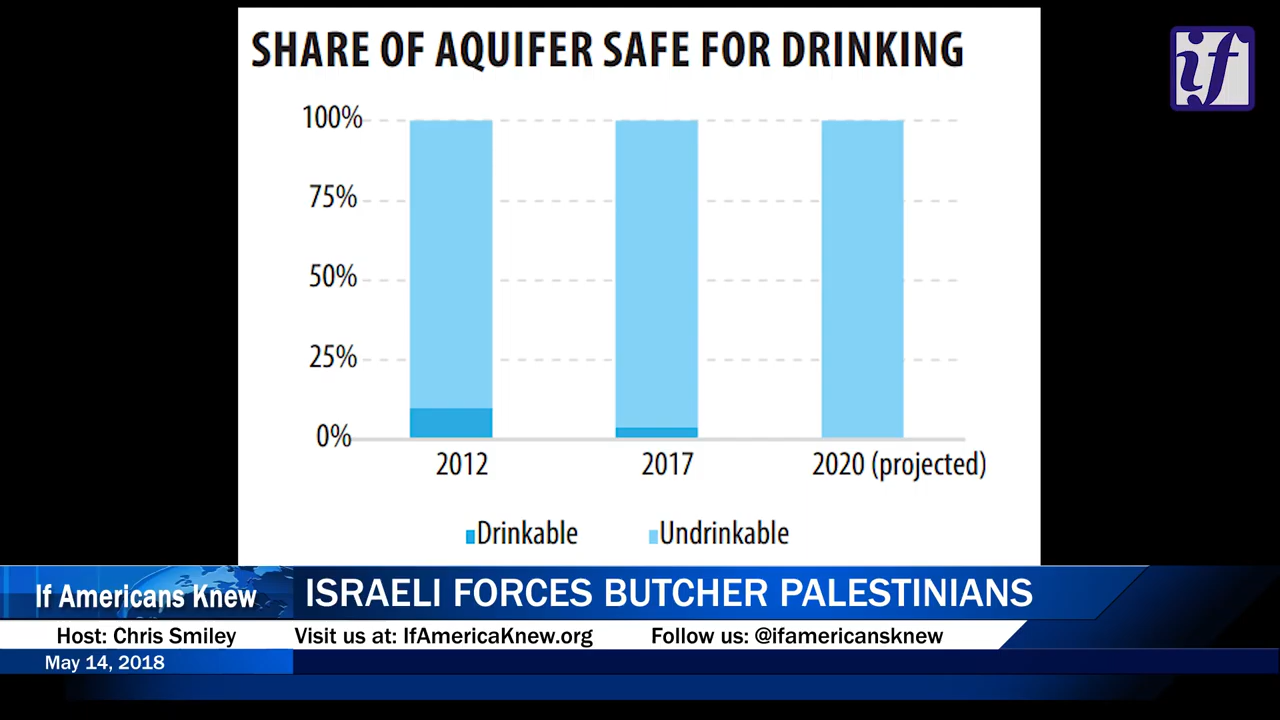 SHARE OF AQUIFER SAFE FOR DRINKING
if
100%
75%
50%
25%
0%
2012 2017 2020 (projected)
Drinkable Undrinkable
If Americans Knew
ISRAELI FORCES BUTCHER PALESTINIANS
Host: Chris Smiley Visit us at: IfAmericaKnew.org Follow us: @ifamericansknew
May 14, 2018